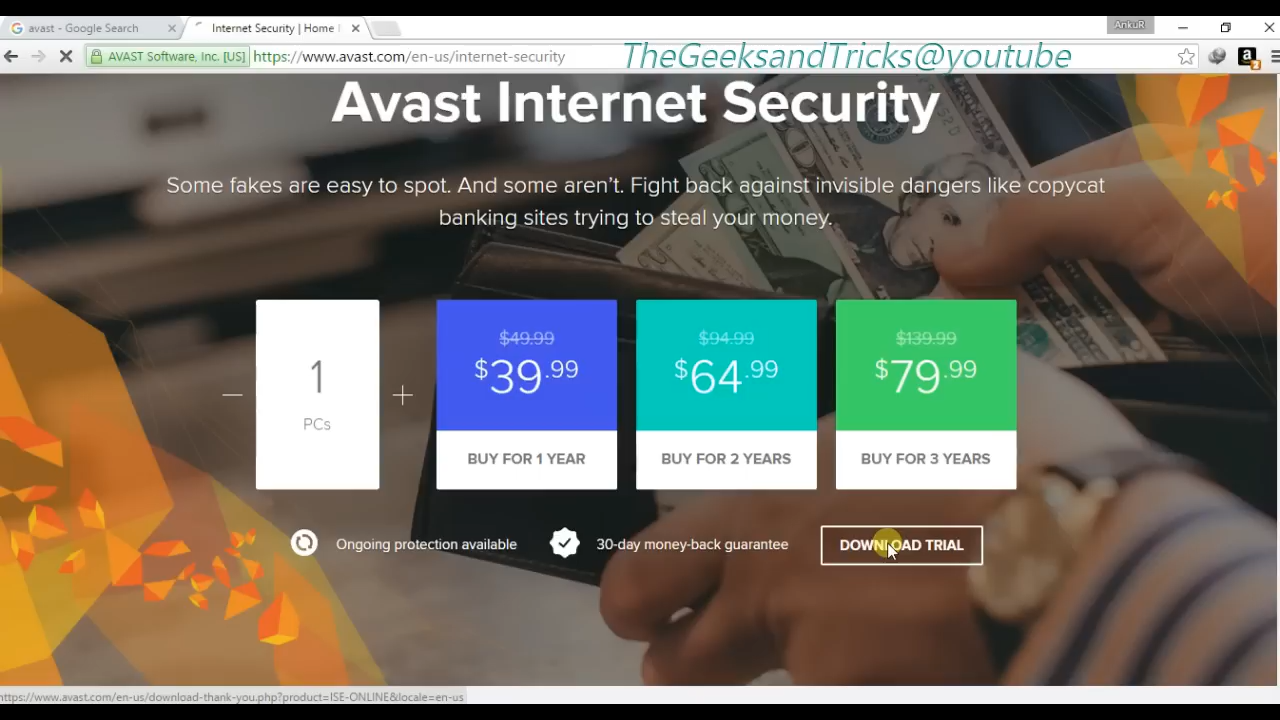 avast - Google Search
Internet Security | Home
AnkuR
AVAST Software, Inc. [US]
https://www.avast.com/en-us/internet-security
TheGeeksandTricks@youtube
Avast Internet Security
Some fakes are easy to spot. And some aren't. Fight back against invisible dangers like copycat
banking sites trying to steal your money.
1
PCs
$49.99
$39.99
BUY FOR 1 YEAR
$94.99
$64.99
BUY FOR 2 YEARS
$139.99
$79.99
BUY FOR 3 YEARS
Ongoing protection available
30-day money-back guarantee
DOWNLOAD TRIAL
https://www.avast.com/en-us/download-thank-you.php?product=ISE-ONLINE&locale=en-us